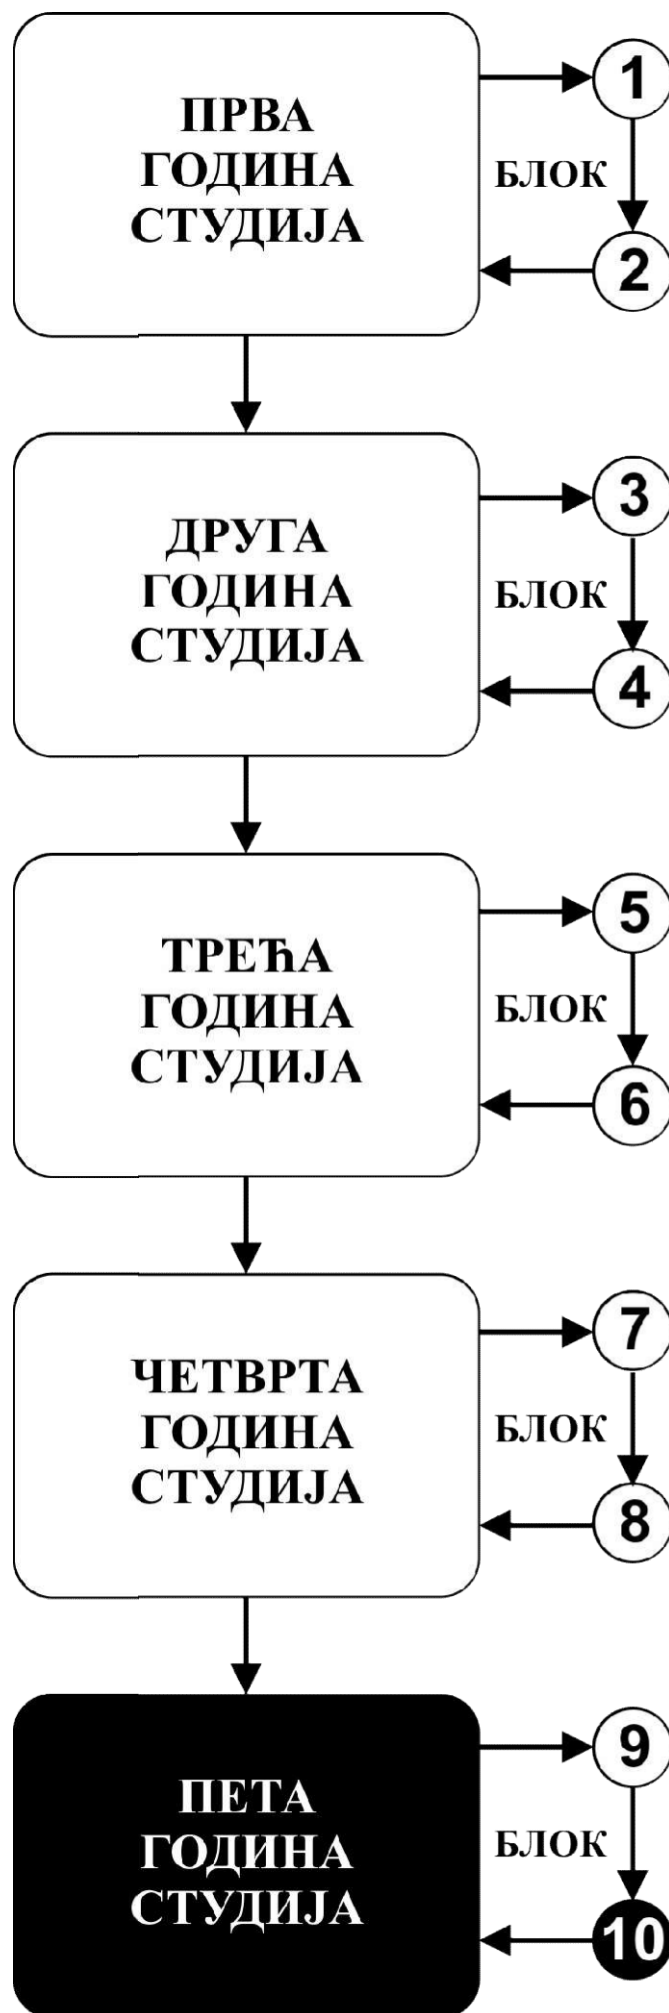 ПРВА
ГОДИНА
СТУДИЈА
1
БЛОК
2
ДРУГА
ГОДИНА
СТУДИЈА
3
БЛОК
4
ТРЕЋА
ГОДИНА
СТУДИЈА
5
БЛОК
6
ЧЕТВРТА
ГОДИНА
СТУДИЈА
7
БЛОК
8
ПЕТА
ГОДИНА
СТУДИЈА
9
БЛОК
10